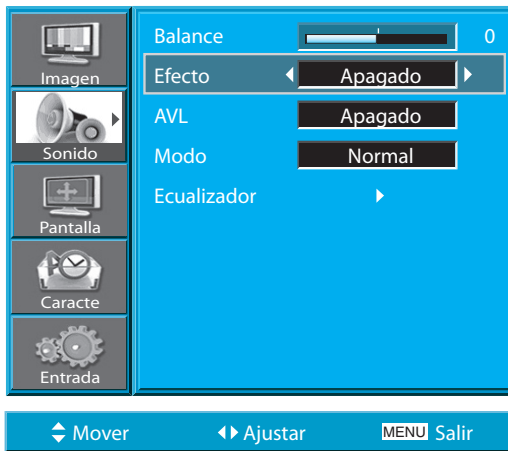 Imagen
Sonido
Pantalla
Caracte
Entrada
Balance 0
Efecto Apagado
AVL Apagado
Modo Normal
Ecualizador
Mover Ajustar MENU Salir